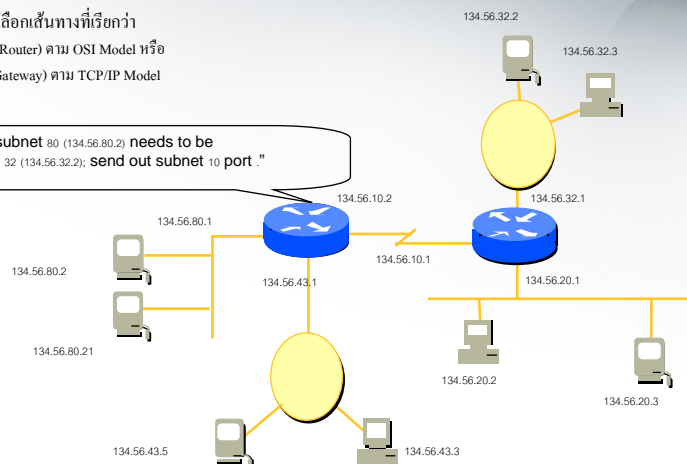 ลือกเส้นทางที่เรียกว่า
Router) ตาม OSI Model หรือ
Gateway) ตาม TCP/IP Model
subnet 80 (134.56.80.2) needs to be
32 (134.56.32.2); send out subnet 10 port .”
134.56.32.2
134.56.32.3
134.56.10.2
134.56.32.1
134.56.80.1
134.56.10.1
134.56.80.2
134.56.43.1
134.56.20.1
134.56.80.21
134.56.20.2
134.56.20.3
134.56.43.5
134.56.43.3